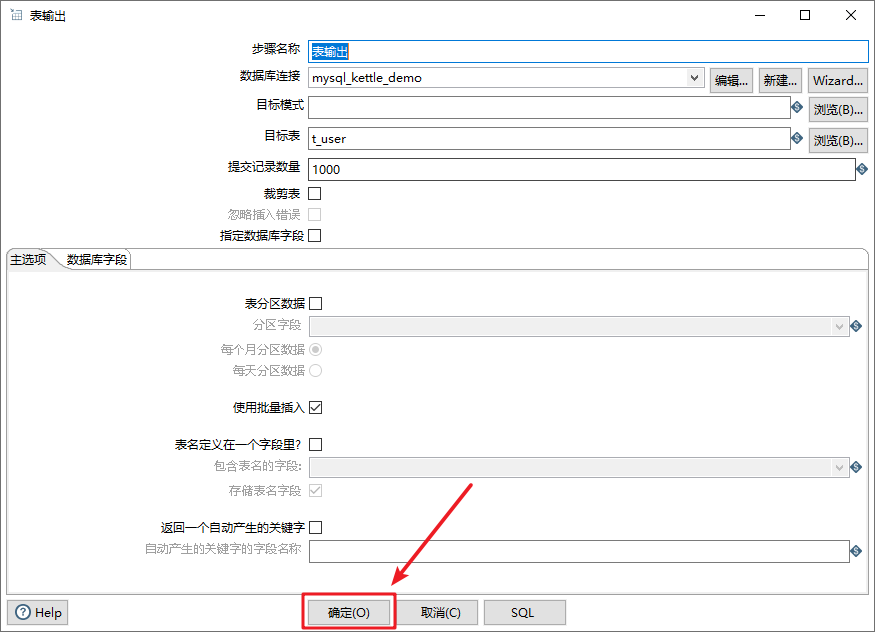 表输出
步骤名称 表输出
数据库连接 mysql_kettle_demo 编辑... 新建... Wizard...
目标模式 浏览(B)...
目标表 t_user 浏览(B)...
提交记录数量 1000
裁剪表
忽略插入错误
指定数据库字段
主选项 数据库字段
表分区数据
分区字段
每个月分区数据
每天分区数据
使用批量插入
表名定义在一个字段里?
包含表名的字段:
存储表名字段
返回一个自动产生的关键字
自动产生的关键字的字段名称
Help 确定(O) 取消(C) SQL